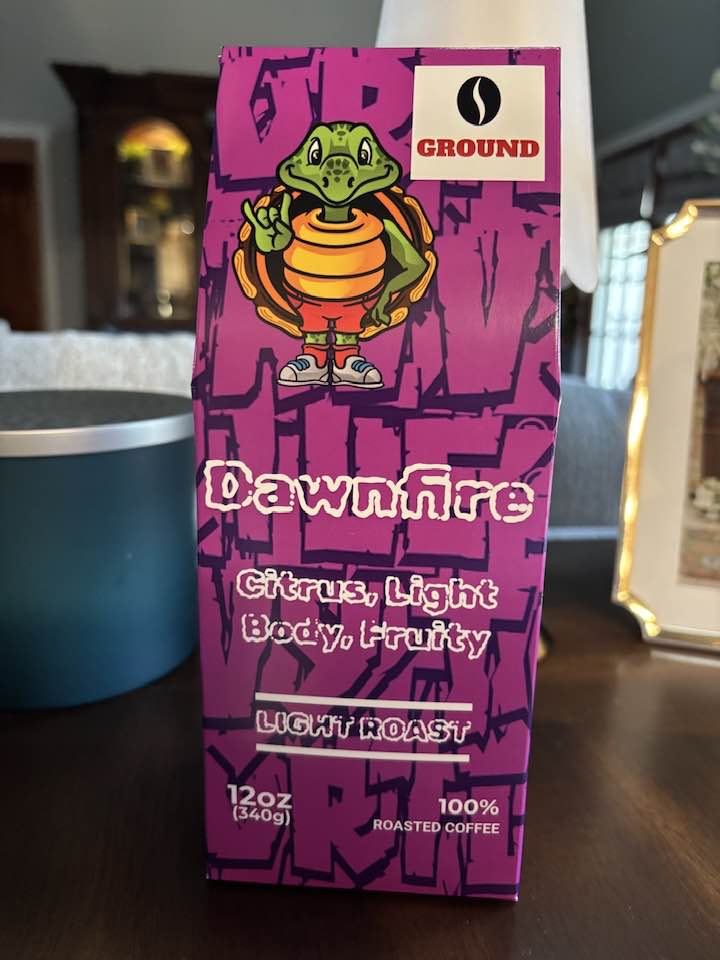 GROUND
Dawnfire
Citrus, Light
Body, Fruity
LIGHT ROAST
12oz
(340g)
100%
ROASTED COFFEE